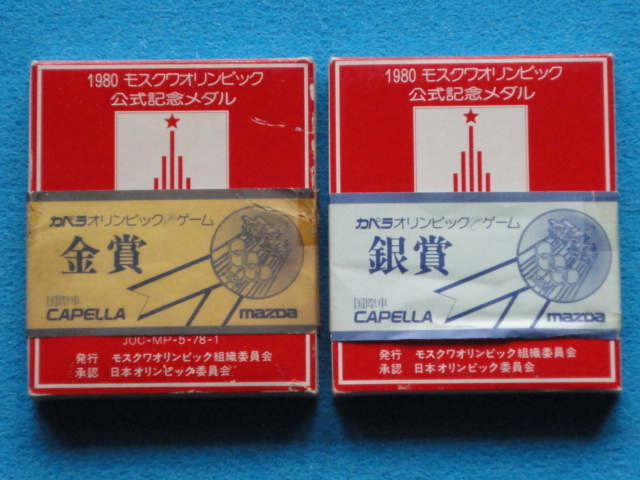 1980 モスクワオリンピック
公式記念メダル
カペラオリンピックゲーム
金賞
国際車
CAPELLA
mazda
JOC-MP-5-78-1
発行 モスクワオリンピック組織委員会
承認 日本オリンピック委員会
1980 モスクワオリンピック
公式記念メダル
カペラオリンピックゲーム
銀賞
国際車
CAPELLA
mazda
発行 モスクワオリンピック組織委員会
承認 日本オリンピック委員会